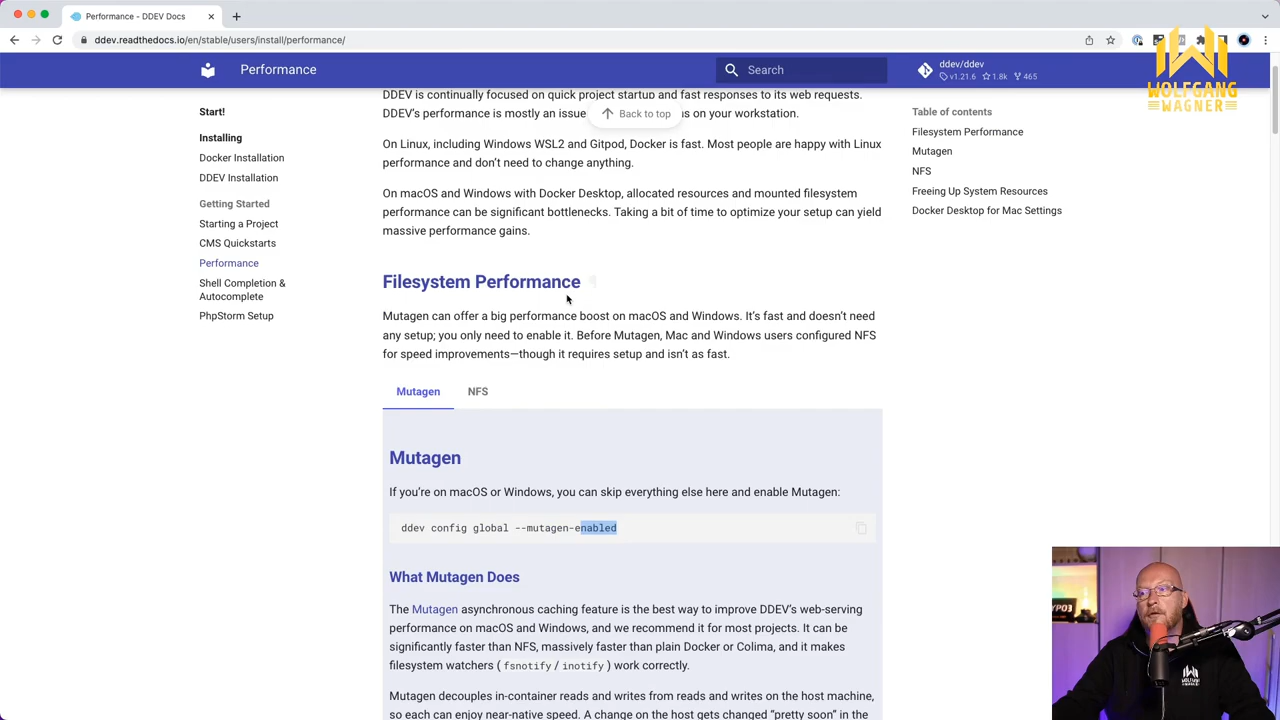 Performance - DDEV Docs
ddev.readthedocs.io/en/stable/users/install/performance/
Performance
Search
ddev/ddev
v1.21.6 1.8k 465
WOLFGANG
WAGNER
Start!
Installing
Docker Installation
DDEV Installation
Getting Started
Starting a Project
CMS Quickstarts
Performance
Shell Completion &
Autocomplete
PhpStorm Setup
DDEV is continually focused on quick project startup and fast responses to its web requests.
DDEV's performance is mostly an issue
Back to top
s on your workstation.
On Linux, including Windows WSL2 and Gitpod, Docker is fast. Most people are happy with Linux
performance and don't need to change anything.
On macOS and Windows with Docker Desktop, allocated resources and mounted filesystem
performance can be significant bottlenecks. Taking a bit of time to optimize your setup can yield
massive performance gains.
Filesystem Performance
Mutagen can offer a big performance boost on macOS and Windows. It's fast and doesn't need
any setup; you only need to enable it. Before Mutagen, Mac and Windows users configured NFS
for speed improvements—though it requires setup and isn't as fast.
Mutagen NFS
Mutagen
If you're on macOS or Windows, you can skip everything else here and enable Mutagen:
ddev config global --mutagen-enabled
What Mutagen Does
The Mutagen asynchronous caching feature is the best way to improve DDEV's web-serving
performance on macOS and Windows, and we recommend it for most projects. It can be
significantly faster than NFS, massively faster than plain Docker or Colima, and it makes
filesystem watchers ( fsnotify / inotify ) work correctly.
Mutagen decouples in-container reads and writes from reads and writes on the host machine,
so each can enjoy near-native speed. A change on the host gets changed "pretty soon" in the
Table of contents
Filesystem Performance
Mutagen
NFS
Freeing Up System Resources
Docker Desktop for Mac Settings
YPO3
WOLFGANG
WAGNER